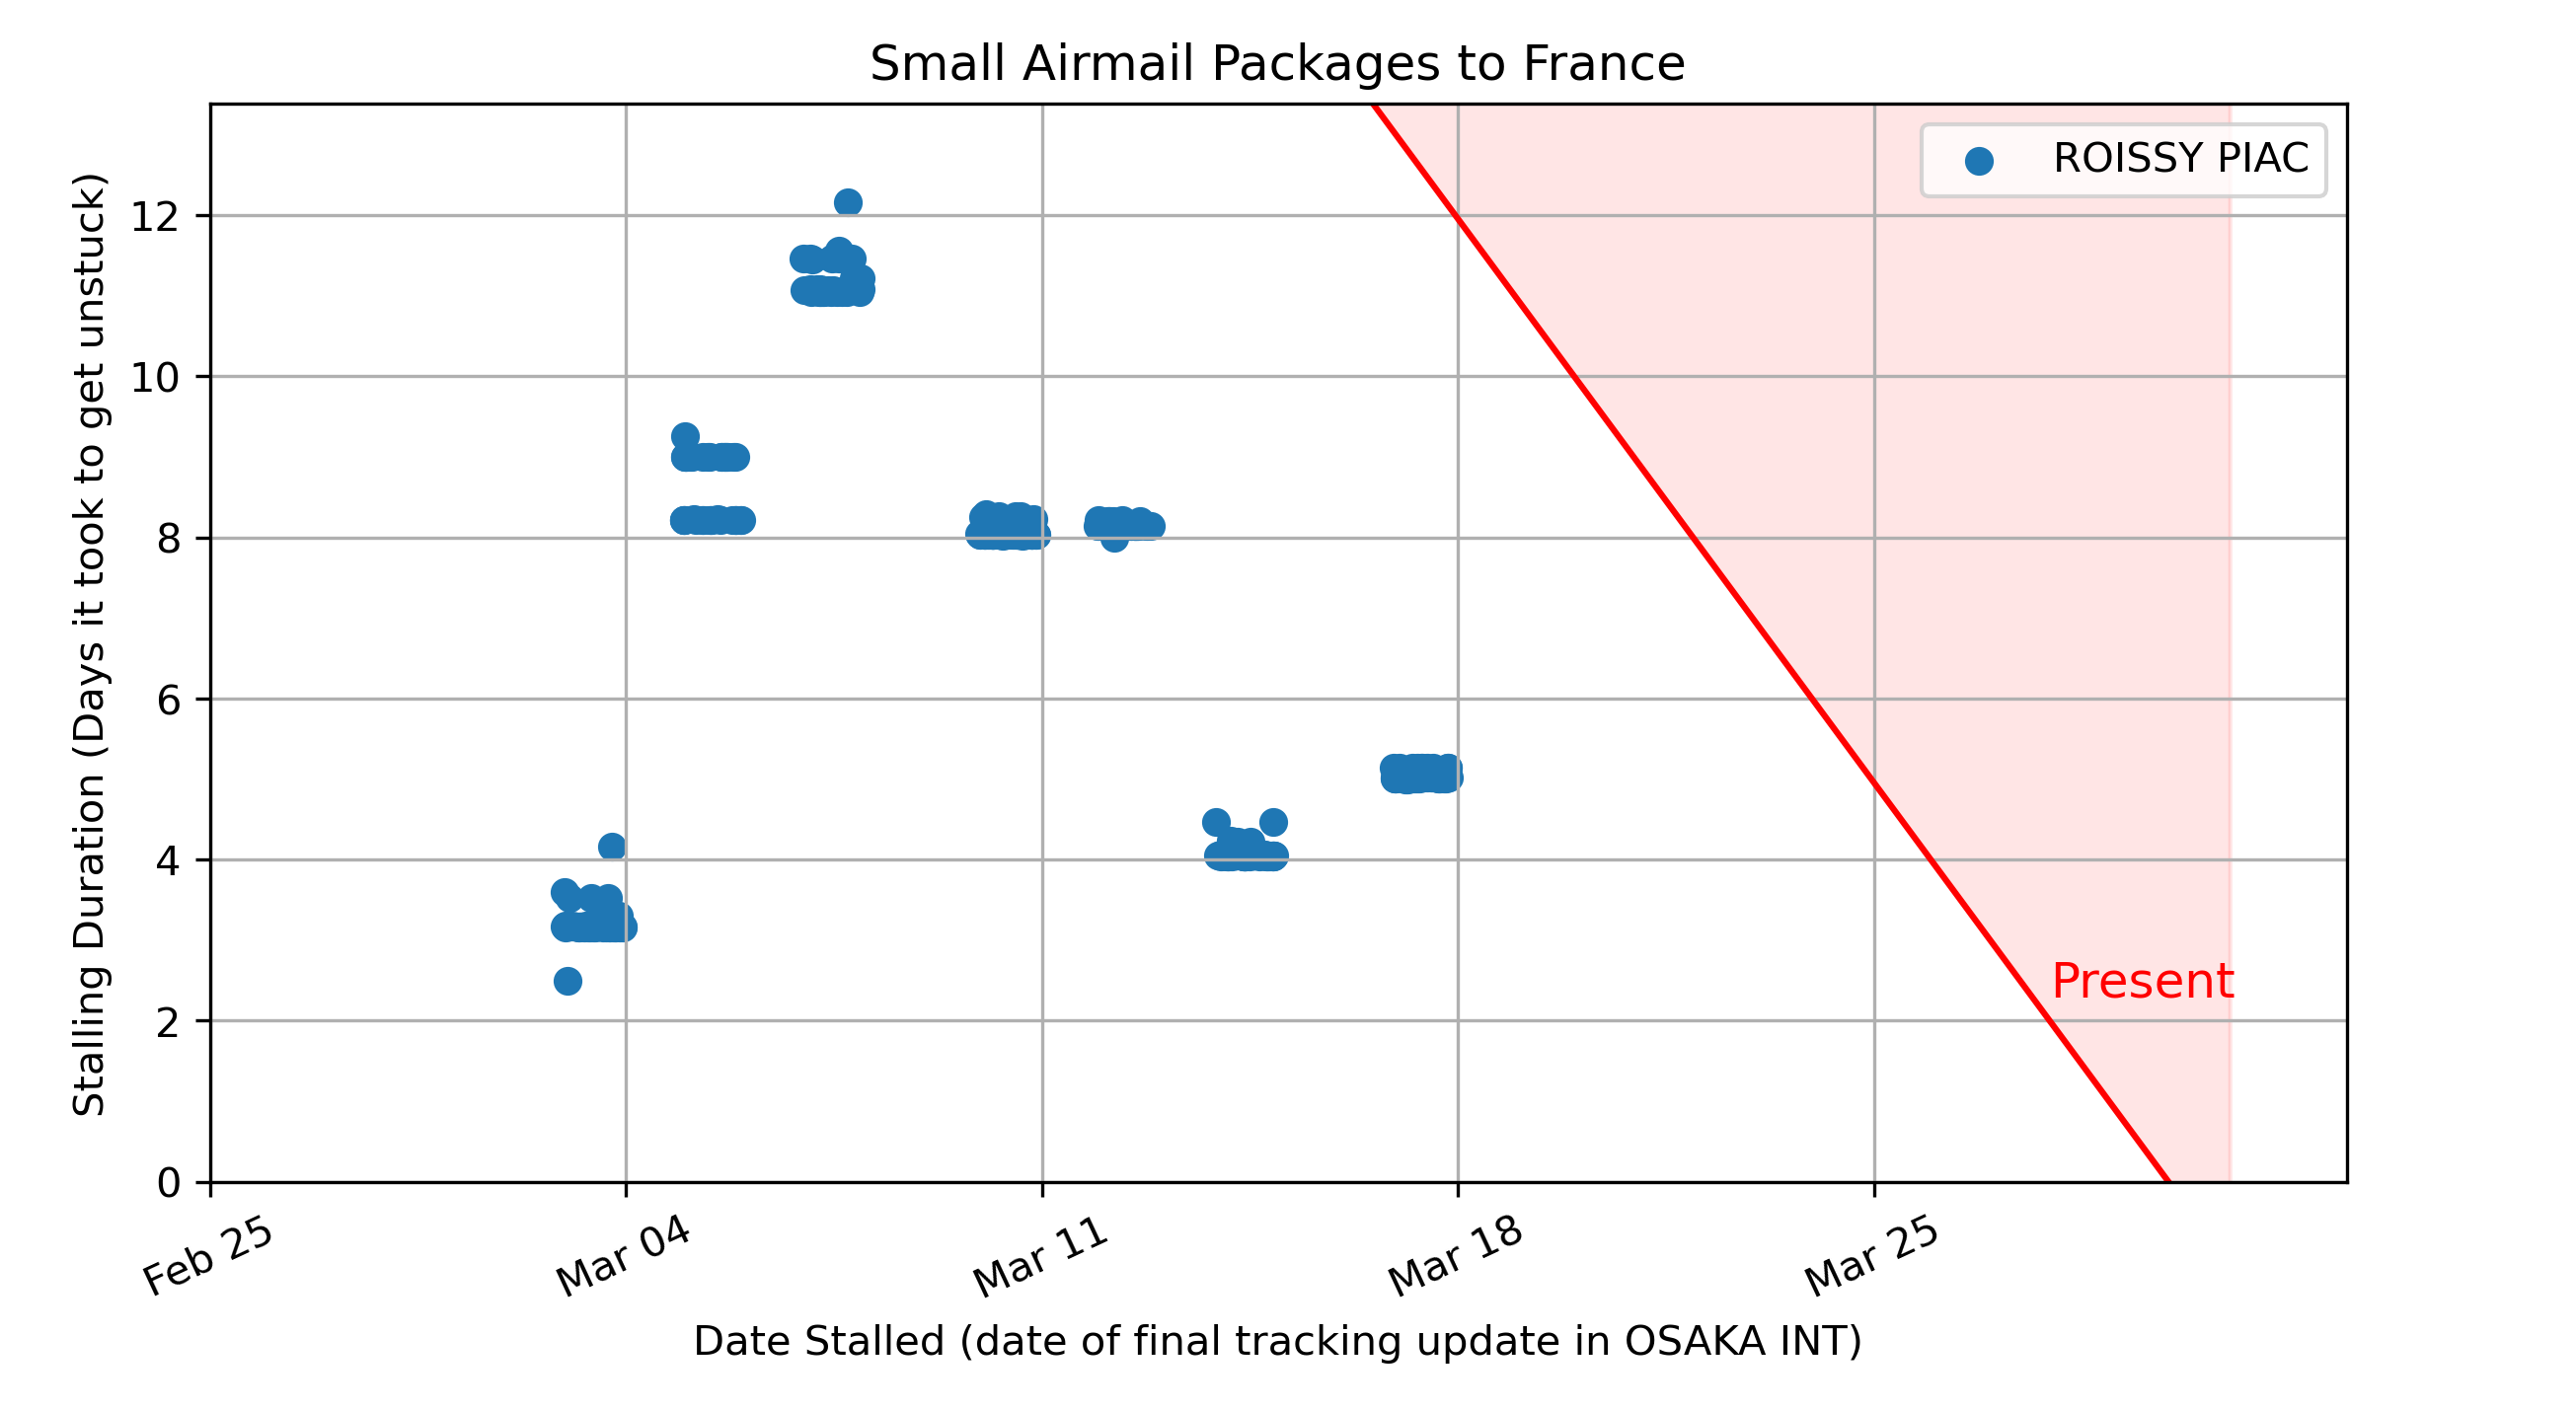 Small Airmail Packages to France
Stalling Duration (Days it took to get unstuck)
12
10
8
6
4
2
0
ROISSY PIAC
Present
Feb 25
Mar 04
Mar 11
Mar 18
Mar 25
Date Stalled (date of final tracking update in OSAKA INT)